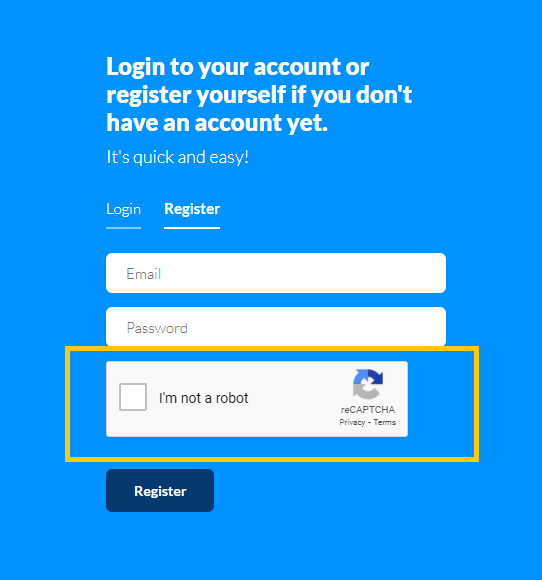 Login to your account or
register yourself if you don't
have an account yet.
It's quick and easy!
Login Register
Email
Password
I'm not a robot
reCAPTCHA
Privacy - Terms
Register